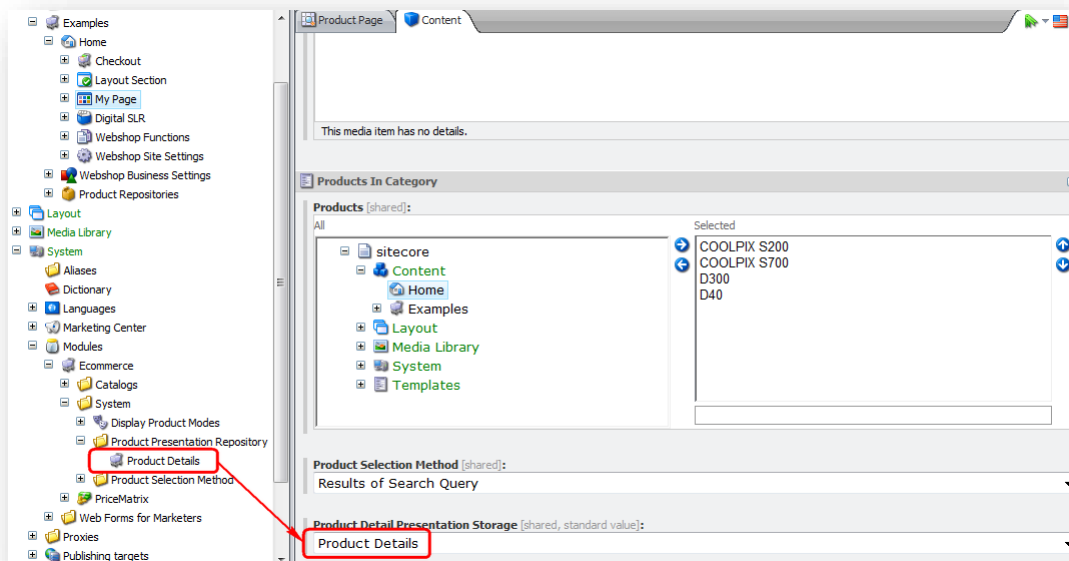 Examples
Home
Checkout
Layout Section
My Page
Digital SLR
Webshop Functions
Webshop Site Settings
Webshop Business Settings
Product Repositories
Layout
Media Library
System
Aliases
Dictionary
Languages
Marketing Center
Modules
Ecommerce
Catalogs
System
Display Product Modes
Product Presentation Repository
Product Details
Product Selection Method
PriceMatrix
Web Forms for Marketers
Proxies
Publishing targets
Product Page
Content
This media item has no details.
Products In Category
Products [shared]:
All
sitecore
Content
Home
Examples
Layout
Media Library
System
Templates
Selected
COOLPIX S200
COOLPIX S700
D300
D40
Product Selection Method [shared]:
Results of Search Query
Product Detail Presentation Storage [shared, standard value]:
Product Details